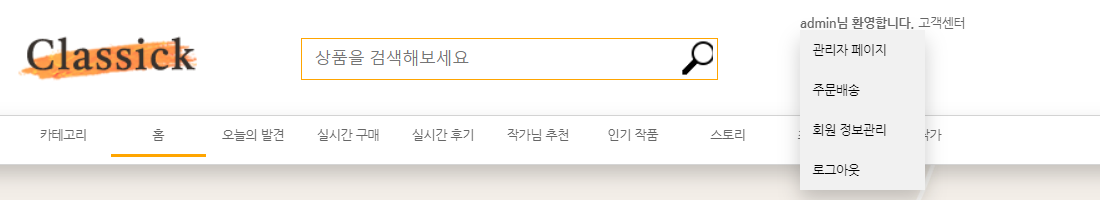 admin님 환영합니다. 고객센터
Classick
상품을 검색해보세요
관리자 페이지
주문배송
회원 정보관리
로그아웃
카테고리 홈 오늘의 발견 실시간 구매 실시간 후기 작가님 추천 인기 작품 스토리